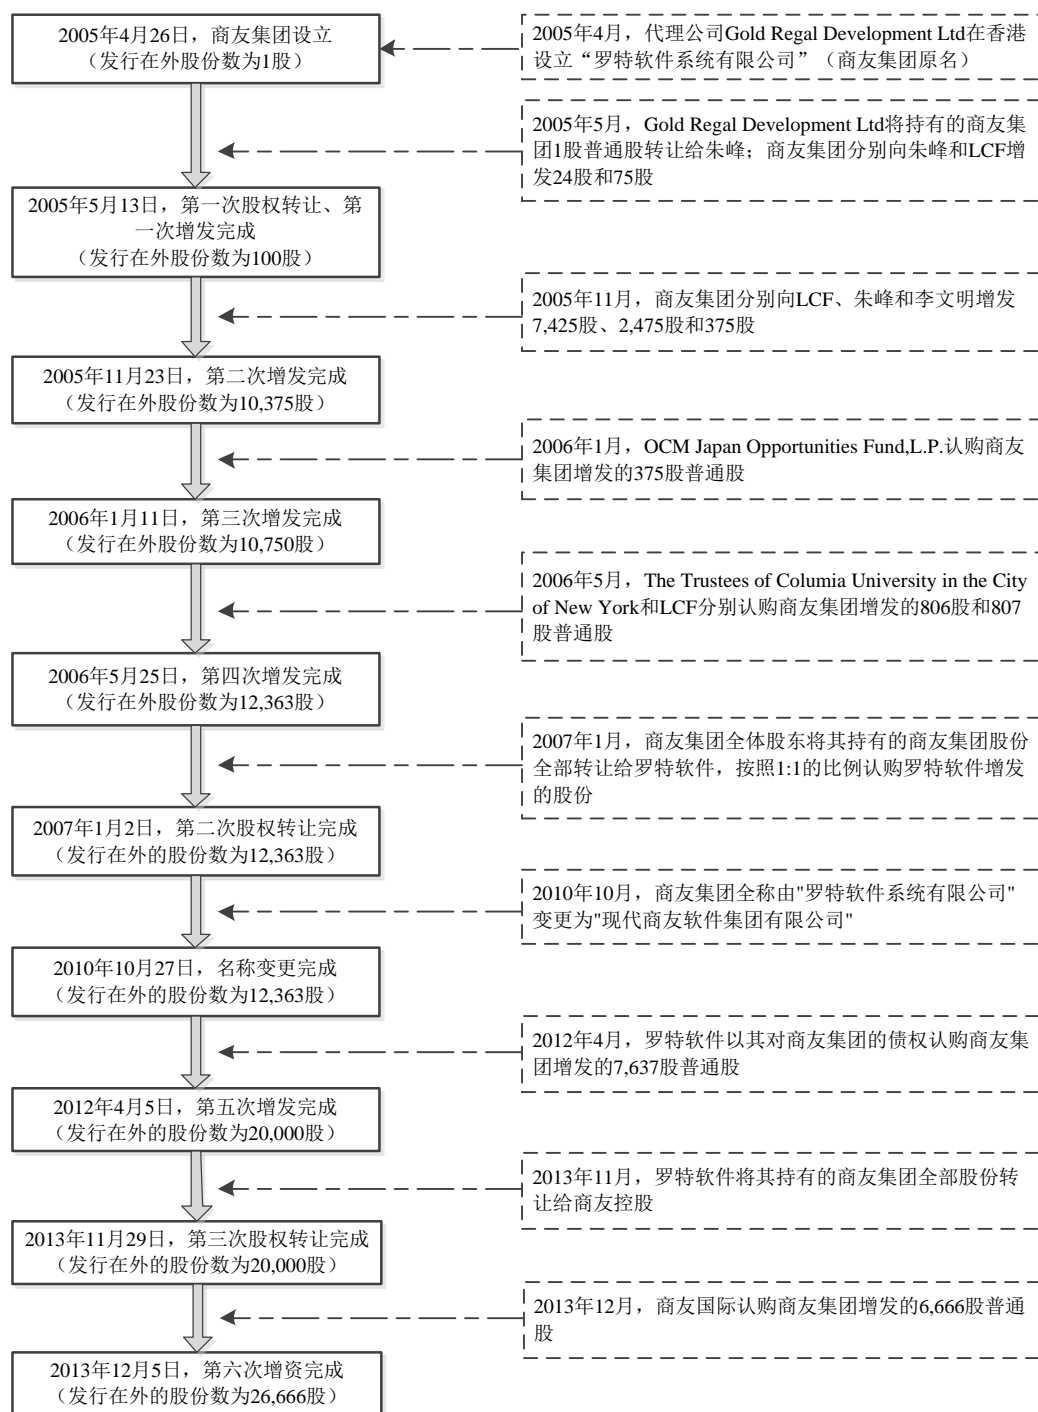 2005年4月26日，商友集团设立
（发行在外股份数为1股）
2005年4月，代理公司Gold Regal Development Ltd在香港
设立“罗特软件系统有限公司”（商友集团原名）
2005年5月，Gold Regal Development Ltd将持有的商友集
团1股普通股转让给朱峰；商友集团分别向朱峰和LCF增
发24股和75股
2005年5月13日，第一次股权转让、第
一次增发完成
（发行在外股份数为100股）
2005年11月，商友集团分别向LCF、朱峰和李文明增发
7,425股、2,475股和375股
2005年11月23日，第二次增发完成
（发行在外股份数为10,375股）
2006年1月，OCM Japan Opportunities Fund,L.P.认购商友
集团增发的375股普通股
2006年1月11日，第三次增发完成
（发行在外股份数为10,750股）
2006年5月，The Trustees of Columia University in the City
of New York和LCF分别认购商友集团增发的806股和807
股普通股
2006年5月25日，第四次增发完成
（发行在外股份数为12,363股）
2007年1月，商友集团全体股东将其持有的商友集团股份
全部转让给罗特软件，按照1:1的比例认购罗特软件增发
的股份
2007年1月2日，第二次股权转让完成
（发行在外的股份数为12,363股）
2010年10月，商友集团全称由"罗特软件系统有限公司"
变更为"现代商友软件集团有限公司"
2010年10月27日，名称变更完成
（发行在外的股份数为12,363股）
2012年4月，罗特软件以其对商友集团的债权认购商友集
团增发的7,637股普通股
2012年4月5日，第五次增发完成
（发行在外的股份数为20,000股）
2013年11月，罗特软件将其持有的商友集团全部股份转
让给商友控股
2013年11月29日，第三次股权转让完成
（发行在外的股份数为20,000股）
2013年12月，商友国际认购商友集团增发的6,666股普通
股
2013年12月5日，第六次增资完成
（发行在外的股份数为26,666股）